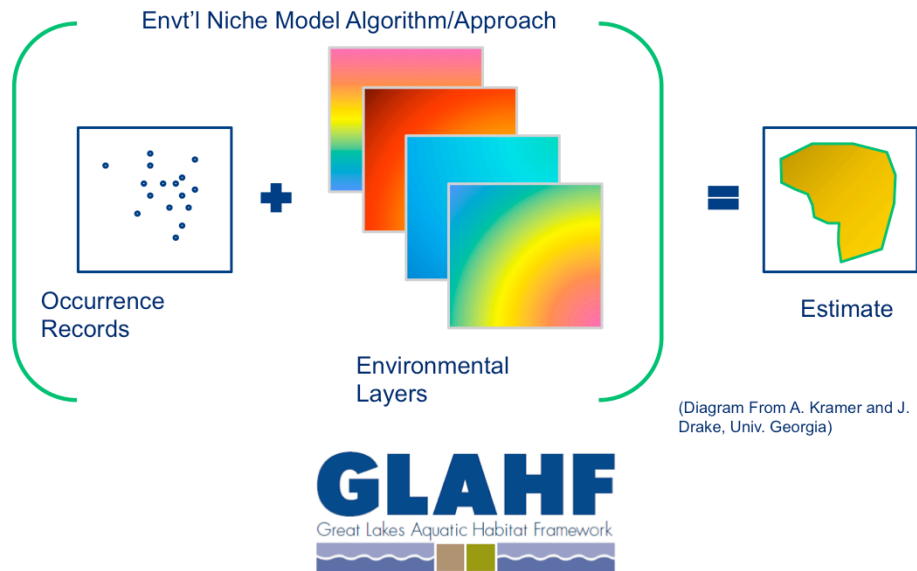 Envt'l Niche Model Algorithm/Approach
Occurrence
Records
Environmental
Layers
Estimate
(Diagram From A. Kramer and J.
Drake, Univ. Georgia)
GLAHF
Great Lakes Aquatic Habitat Framework